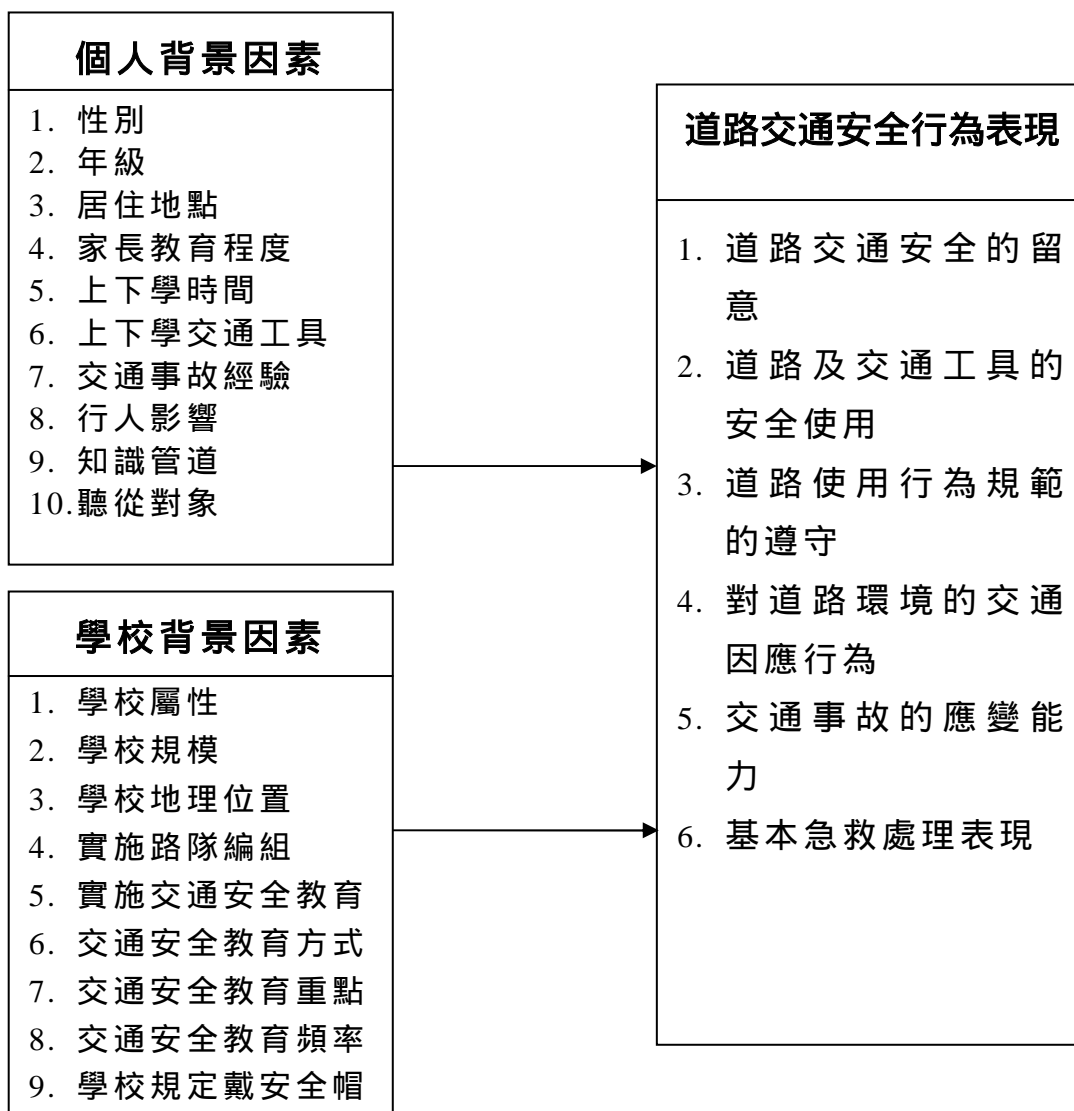 個人背景因素
1. 性別
2. 年級
3. 居住地點
4. 家長教育程度
5. 上下學時間
6. 上下學交通工具
7. 交通事故經驗
8. 行人影響
9. 知識管道
10.聽從對象
學校背景因素
1. 學校屬性
2. 學校規模
3. 學校地理位置
4. 實施路隊編組
5. 實施交通安全教育
6. 交通安全教育方式
7. 交通安全教育重點
8. 交通安全教育頻率
9. 學校規定戴安全帽
道路交通安全行為表現
1. 道路交通安全的留
意
2. 道路及交通工具的
安全使用
3. 道路使用行為規範
的遵守
4. 對道路環境的交通
因應行為
5. 交通事故的應變能
力
6. 基本急救處理表現